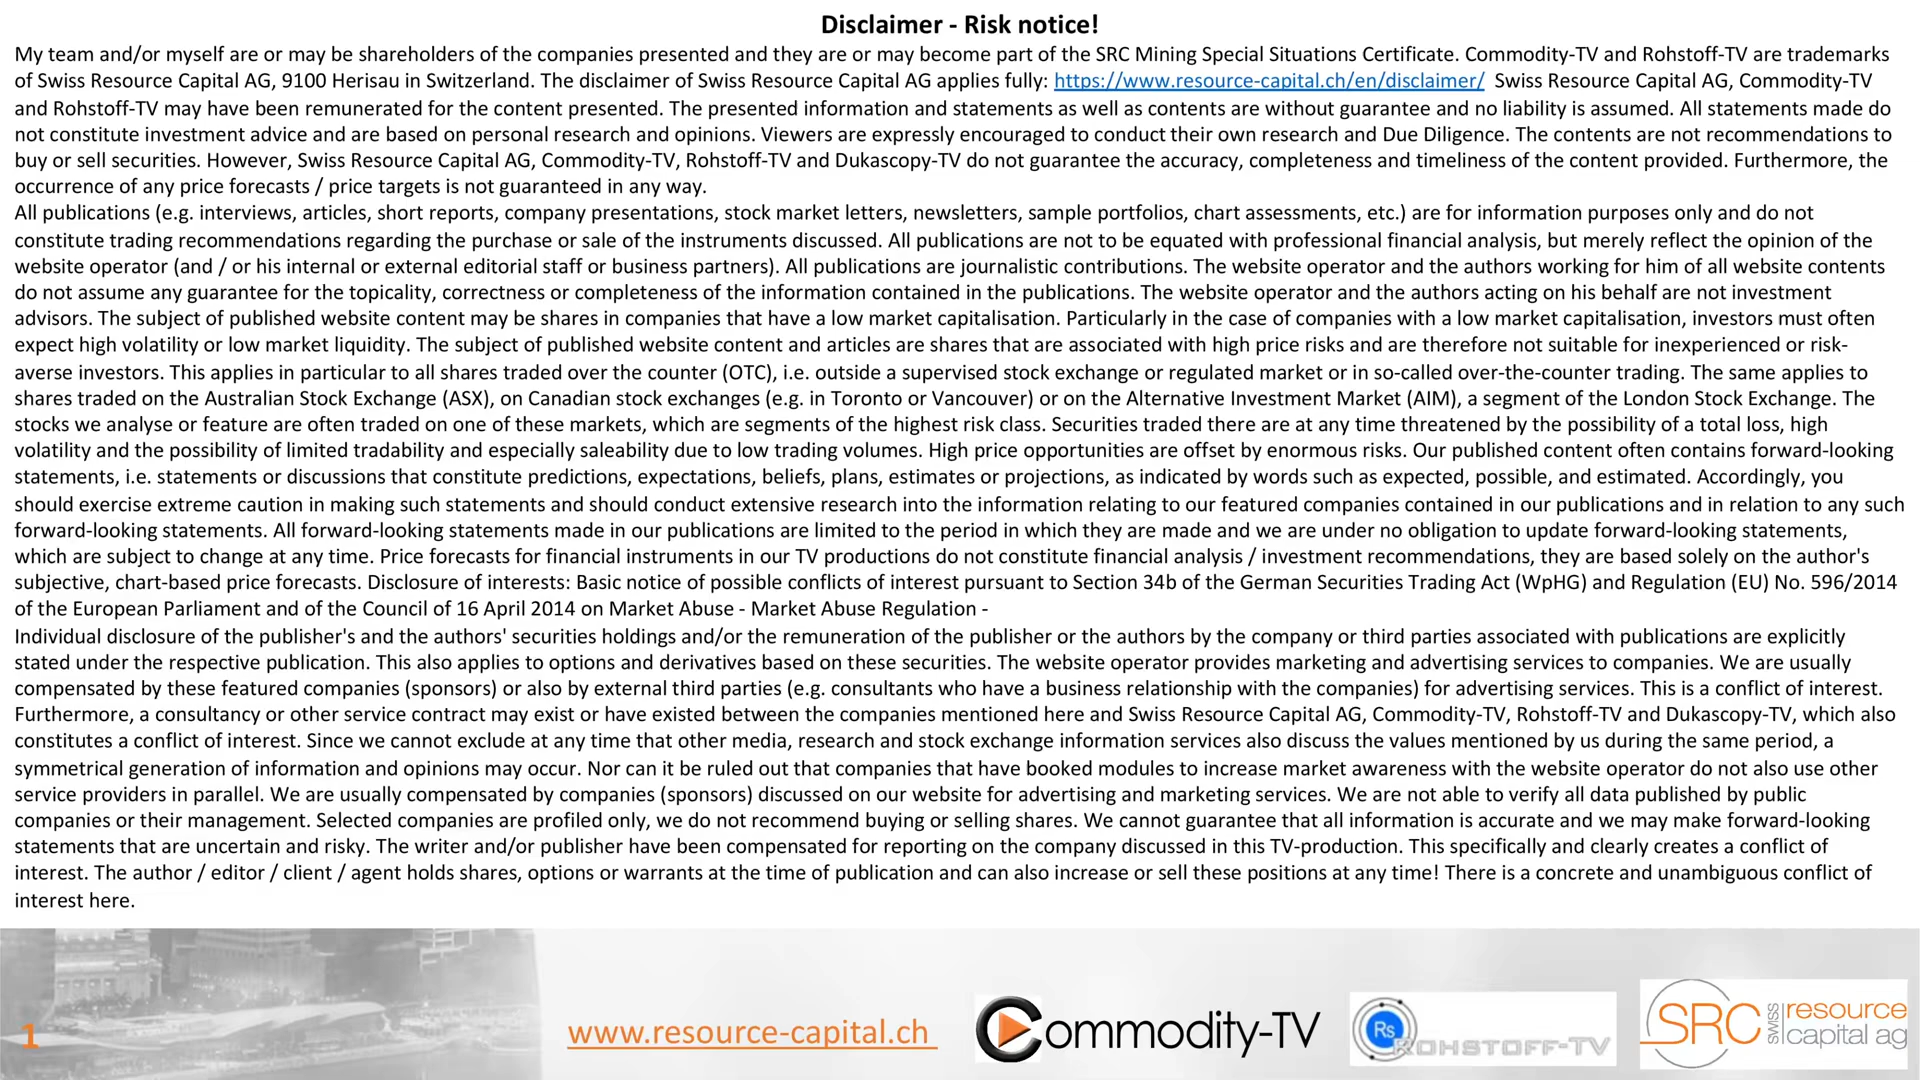 Disclaimer - Risk notice!
My team and/or myself are or may be shareholders of the companies presented and they are or may become part of the SRC Mining Special Situations Certificate. Commodity-TV and Rohstoff-TV are trademarks
of Swiss Resource Capital AG, 9100 Herisau in Switzerland. The disclaimer of Swiss Resource Capital AG applies fully: https://www.resource-capital.ch/en/disclaimer/ Swiss Resource Capital AG, Commodity-TV
and Rohstoff-TV may have been remunerated for the content presented. The presented information and statements as well as contents are without guarantee and no liability is assumed. All statements made do
not constitute investment advice and are based on personal research and opinions. Viewers are expressly encouraged to conduct their own research and Due Diligence. The contents are not recommendations to
buy or sell securities. However, Swiss Resource Capital AG, Commodity-TV, Rohstoff-TV and Dukascopy-TV do not guarantee the accuracy, completeness and timeliness of the content provided. Furthermore, the
occurrence of any price forecasts / price targets is not guaranteed in any way.
All publications (e.g. interviews, articles, short reports, company presentations, stock market letters, newsletters, sample portfolios, chart assessments, etc.) are for information purposes only and do not
constitute trading recommendations regarding the purchase or sale of the instruments discussed. All publications are not to be equated with professional financial analysis, but merely reflect the opinion of the
website operator (and / or his internal or external editorial staff or business partners). All publications are journalistic contributions. The website operator and the authors working for him of all website contents
do not assume any guarantee for the topicality, correctness or completeness of the information contained in the publications. The website operator and the authors acting on his behalf are not investment
advisors. The subject of published website content may be shares in companies that have a low market capitalisation. Particularly in the case of companies with a low market capitalisation, investors must often
expect high volatility or low market liquidity. The subject of published website content and articles are shares that are associated with high price risks and are therefore not suitable for inexperienced or risk-
averse investors. This applies in particular to all shares traded over the counter (OTC), i.e. outside a supervised stock exchange or regulated market or in so-called over-the-counter trading. The same applies to
shares traded on the Australian Stock Exchange (ASX), on Canadian stock exchanges (e.g. in Toronto or Vancouver) or on the Alternative Investment Market (AIM), a segment of the London Stock Exchange. The
stocks we analyse or feature are often traded on one of these markets, which are segments of the highest risk class. Securities traded there are at any time threatened by the possibility of a total loss, high
volatility and the possibility of limited tradability and especially saleability due to low trading volumes. High price opportunities are offset by enormous risks. Our published content often contains forward-looking
statements, i.e. statements or discussions that constitute predictions, expectations, beliefs, plans, estimates or projections, as indicated by words such as expected, possible, and estimated. Accordingly, you
should exercise extreme caution in making such statements and should conduct extensive research into the information relating to our featured companies contained in our publications and in relation to any such
forward-looking statements. All forward-looking statements made in our publications are limited to the period in which they are made and we are under no obligation to update forward-looking statements,
which are subject to change at any time. Price forecasts for financial instruments in our TV productions do not constitute financial analysis / investment recommendations, they are based solely on the author's
subjective, chart-based price forecasts. Disclosure of interests: Basic notice of possible conflicts of interest pursuant to Section 34b of the German Securities Trading Act (WpHG) and Regulation (EU) No. 596/2014
of the European Parliament and of the Council of 16 April 2014 on Market Abuse - Market Abuse Regulation -
Individual disclosure of the publisher's and the authors' securities holdings and/or the remuneration of the publisher or the authors by the company or third parties associated with publications are explicitly
stated under the respective publication. This also applies to options and derivatives based on these securities. The website operator provides marketing and advertising services to companies. We are usually
compensated by these featured companies (sponsors) or also by external third parties (e.g. consultants who have a business relationship with the companies) for advertising services. This is a conflict of interest.
Furthermore, a consultancy or other service contract may exist or have existed between the companies mentioned here and Swiss Resource Capital AG, Commodity-TV, Rohstoff-TV and Dukascopy-TV, which also
constitutes a conflict of interest. Since we cannot exclude at any time that other media, research and stock exchange information services also discuss the values mentioned by us during the same period, a
symmetrical generation of information and opinions may occur. Nor can it be ruled out that companies that have booked modules to increase market awareness with the website operator do not also use other
service providers in parallel. We are usually compensated by companies (sponsors) discussed on our website for advertising and marketing services. We are not able to verify all data published by public
companies or their management. Selected companies are profiled only, we do not recommend buying or selling shares. We cannot guarantee that all information is accurate and we may make forward-looking
statements that are uncertain and risky. The writer and/or publisher have been compensated for reporting on the company discussed in this TV-production. This specifically and clearly creates a conflict of
interest. The author / editor / client / agent holds shares, options or warrants at the time of publication and can also increase or sell these positions at any time! There is a concrete and unambiguous conflict of
interest here.
1
www.resource-capital.ch
Commodity-TV
Rs
ROHSTOFF-TV
SRC
SWISS
resource
capital ag